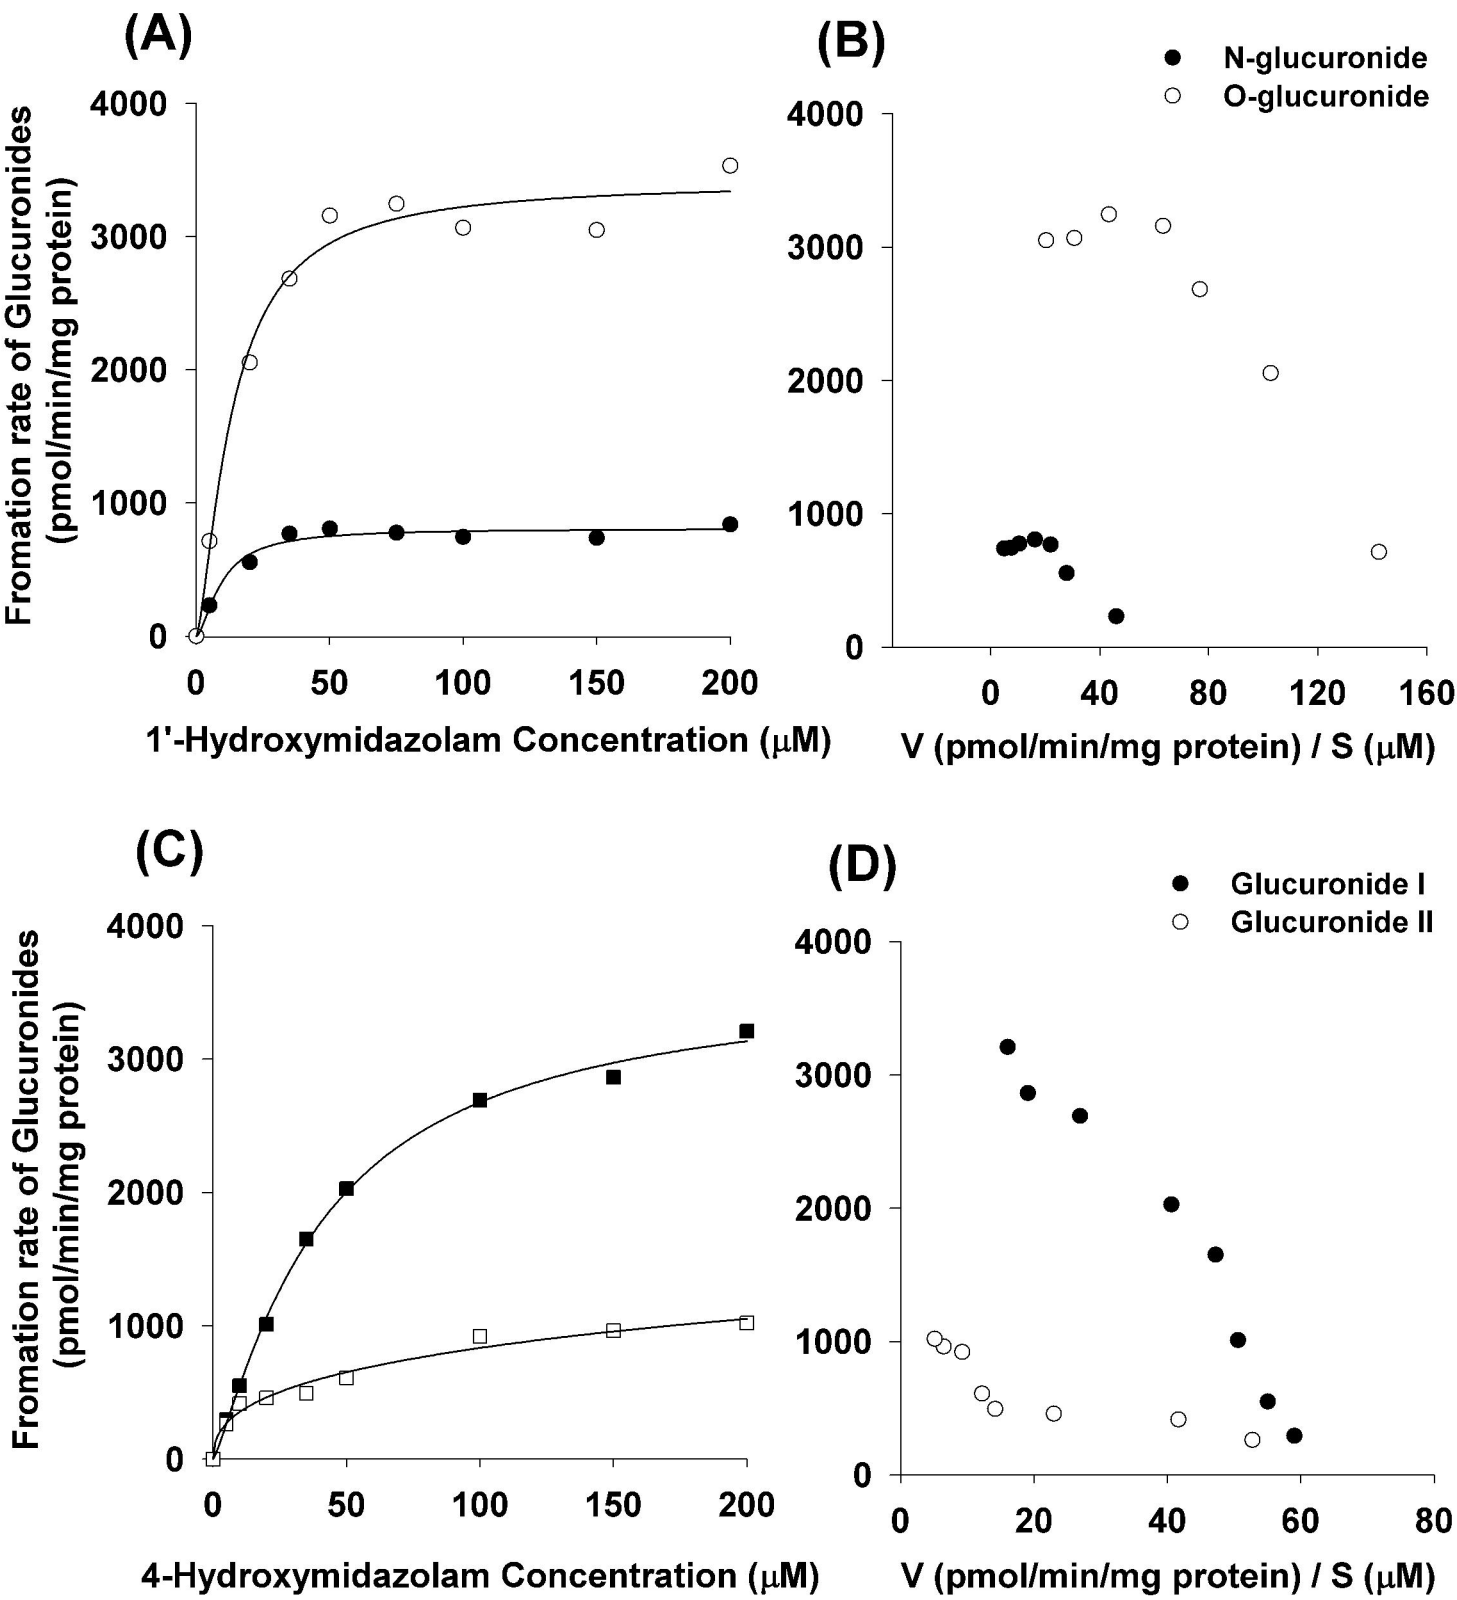 (A)
Fromation rate of Glucuronides
(pmol/min/mg protein)
4000
3000
2000
1000
0
0 50 100 150 200
1'-Hydroxymidazolam Concentration (μM)
(B)
N-glucuronide
O-glucuronide
4000
3000
2000
1000
0
0 40 80 120 160
V (pmol/min/mg protein) / S (μM)
(C)
Fromation rate of Glucuronides
(pmol/min/mg protein)
4000
3000
2000
1000
0
0 50 100 150 200
4-Hydroxymidazolam Concentration (μM)
(D)
Glucuronide I
Glucuronide II
4000
3000
2000
1000
0
0 20 40 60 80
V (pmol/min/mg protein) / S (μM)